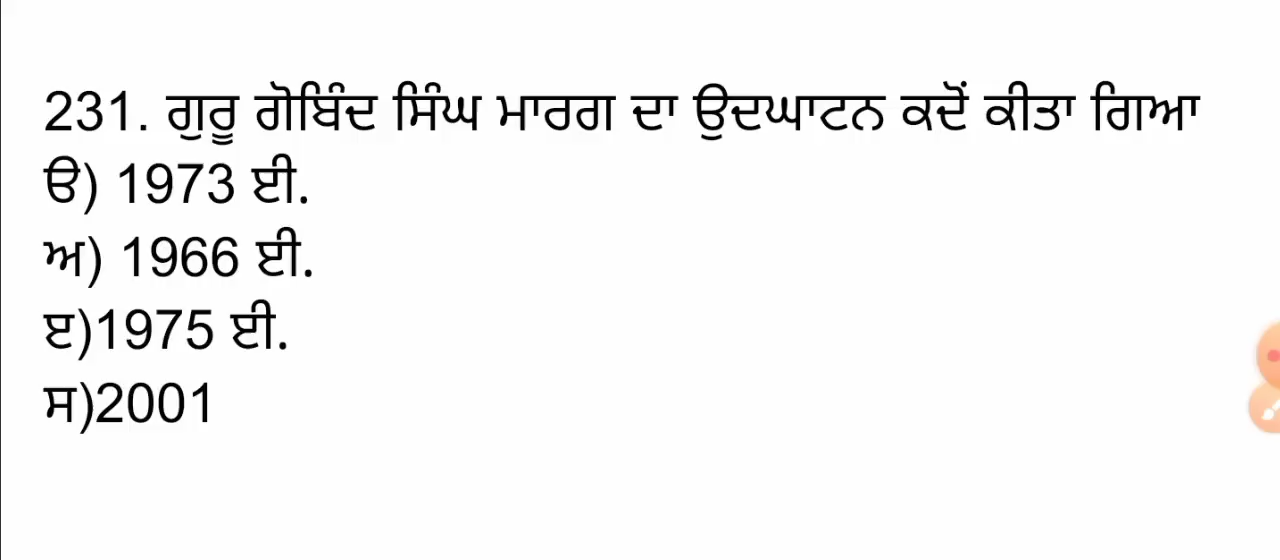 231. ਗੁਰੂ ਗੋਬਿੰਦ ਸਿੰਘ ਮਾਰਗ ਦਾ ਉਦਘਾਟਨ ਕਦੋਂ ਕੀਤਾ ਗਿਆ
ੳ) 1973 ਈ.
ਅ) 1966 ਈ.
ੲ)1975 ਈ.
ਸ)2001